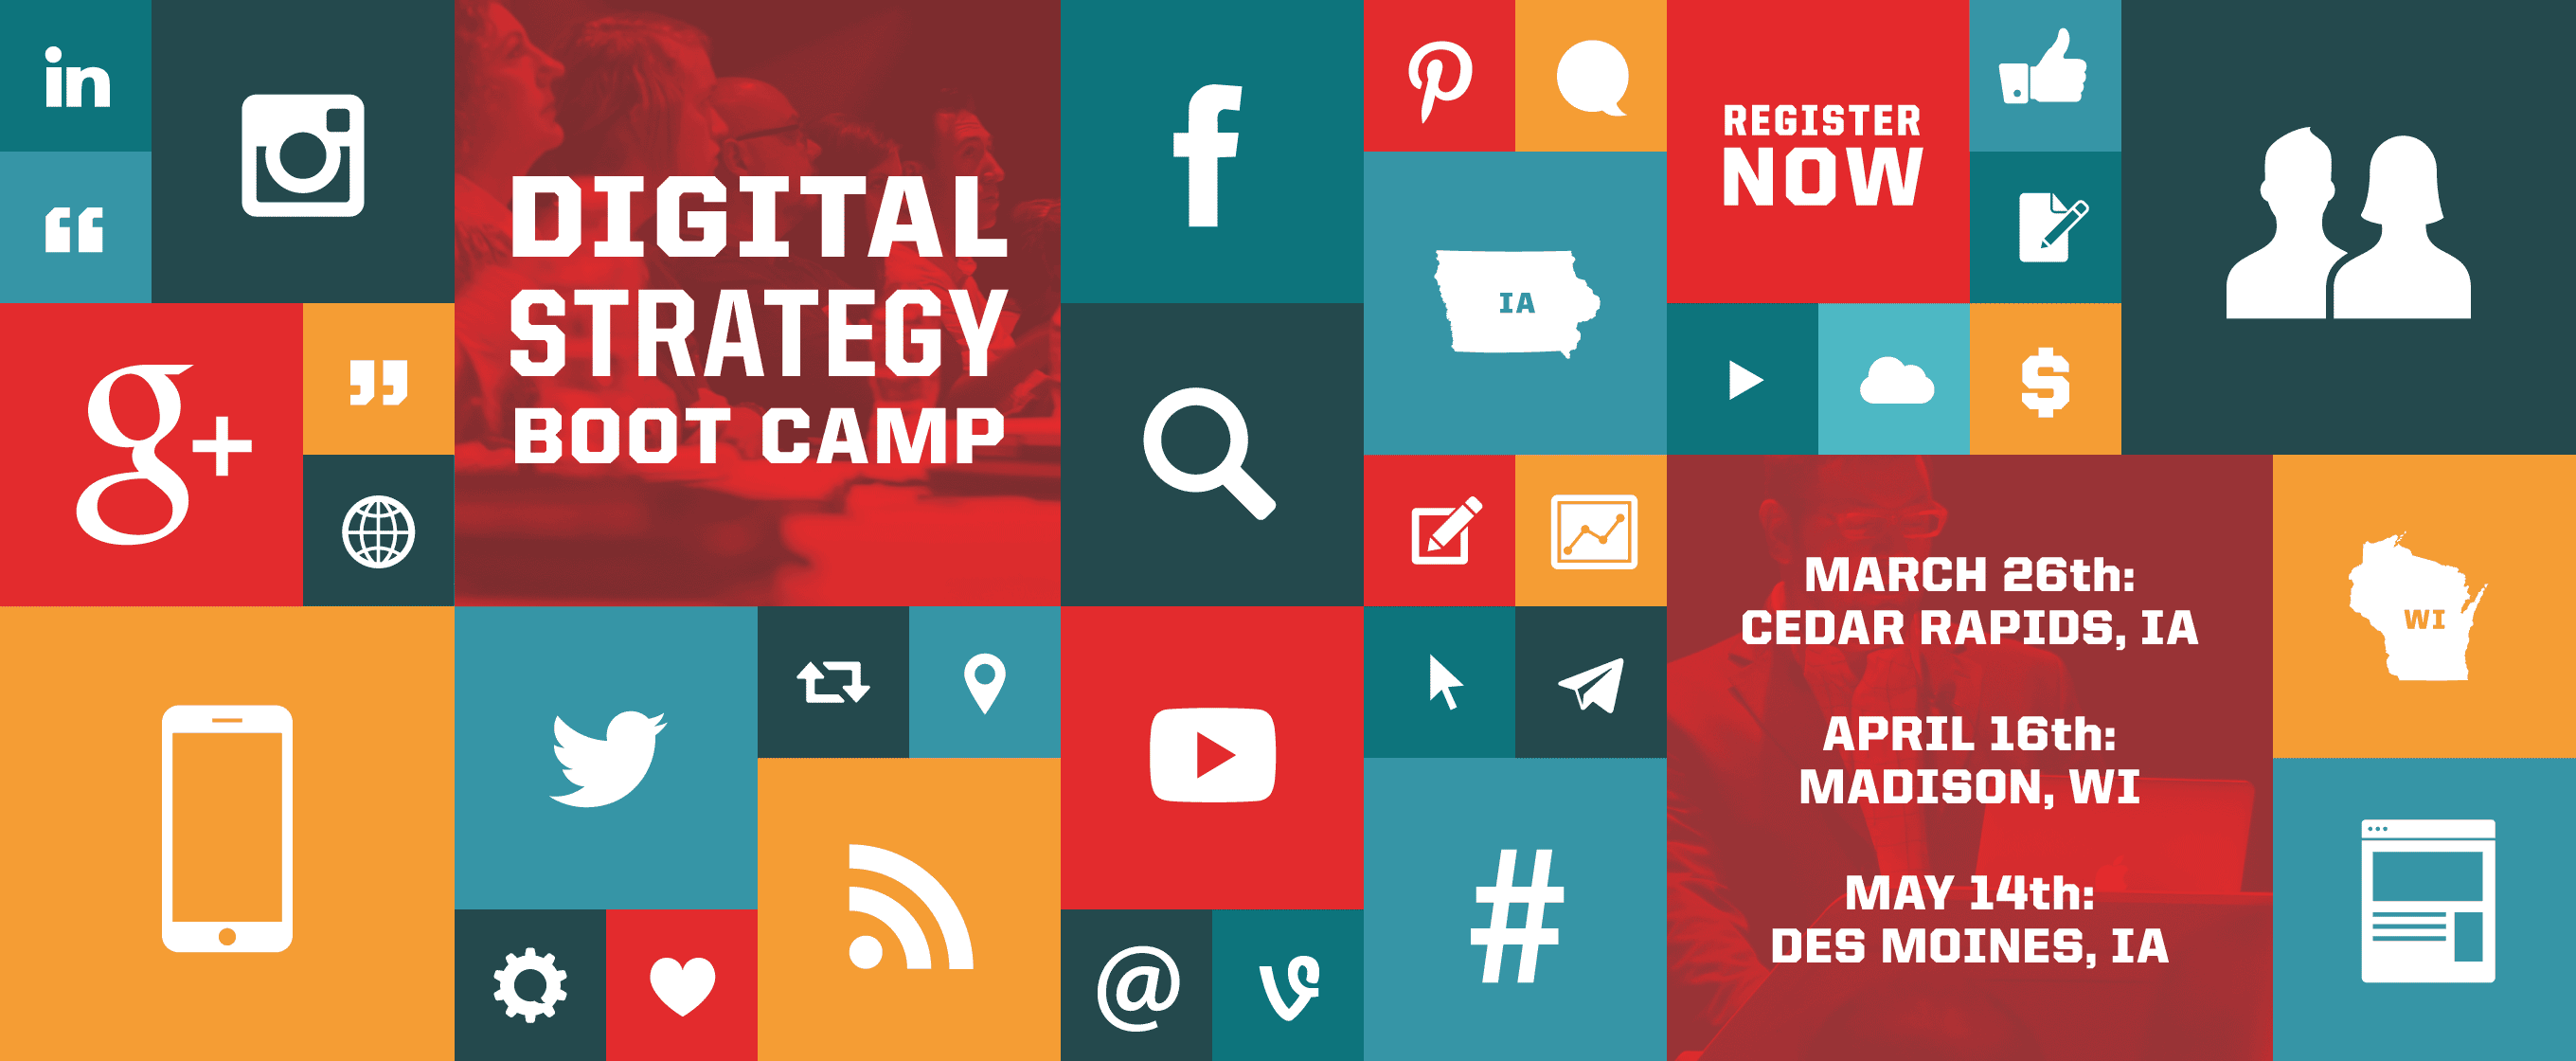 in
“
g+
”
DIGITAL
STRATEGY
BOOT CAMP
f
IA
REGISTER
NOW
$
@
#
MARCH 26th:
CEDAR RAPIDS, IA
APRIL 16th:
MADISON, WI
MAY 14th:
DES MOINES, IA
WI